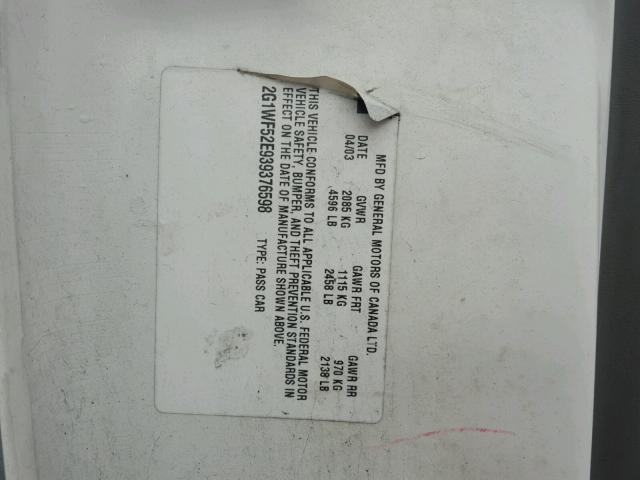 MFD BY GENERAL MOTORS OF CANADA LTD.
DATE GVWR GAWR FRT GAWR RR
04/03 2085 KG 1115 KG 970 KG
4596 LB 2458 LB 2138 LB
THIS VEHICLE CONFORMS TO ALL APPLICABLE U.S. FEDERAL MOTOR
VEHICLE SAFETY, BUMPER, AND THEFT PREVENTION STANDARDS IN
EFFECT ON THE DATE OF MANUFACTURE SHOWN ABOVE.
2G1WF52E939376598 TYPE: PASS CAR